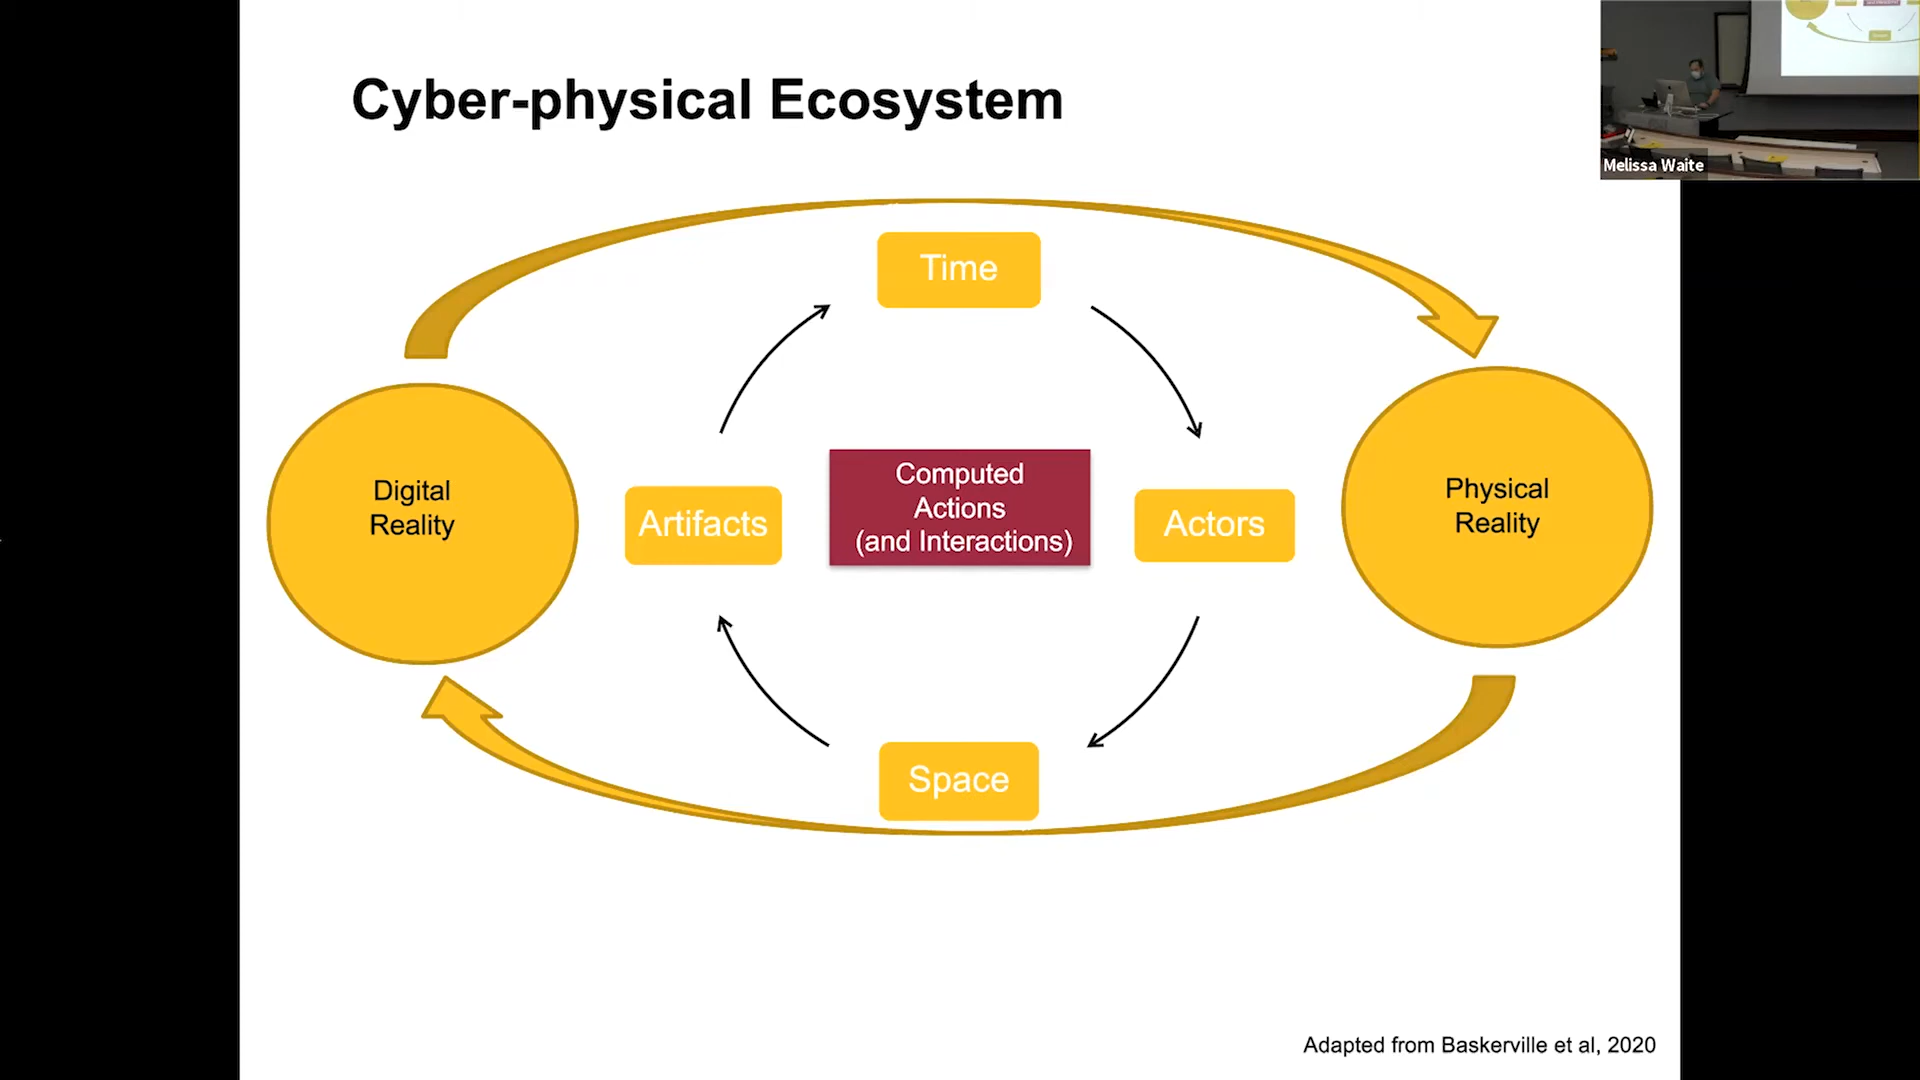 Cyber-physical Ecosystem
Melissa Waite
Time
Digital
Reality
Artifacts
Computed
Actions
(and Interactions)
Actors
Physical
Reality
Space
Adapted from Baskerville et al, 2020